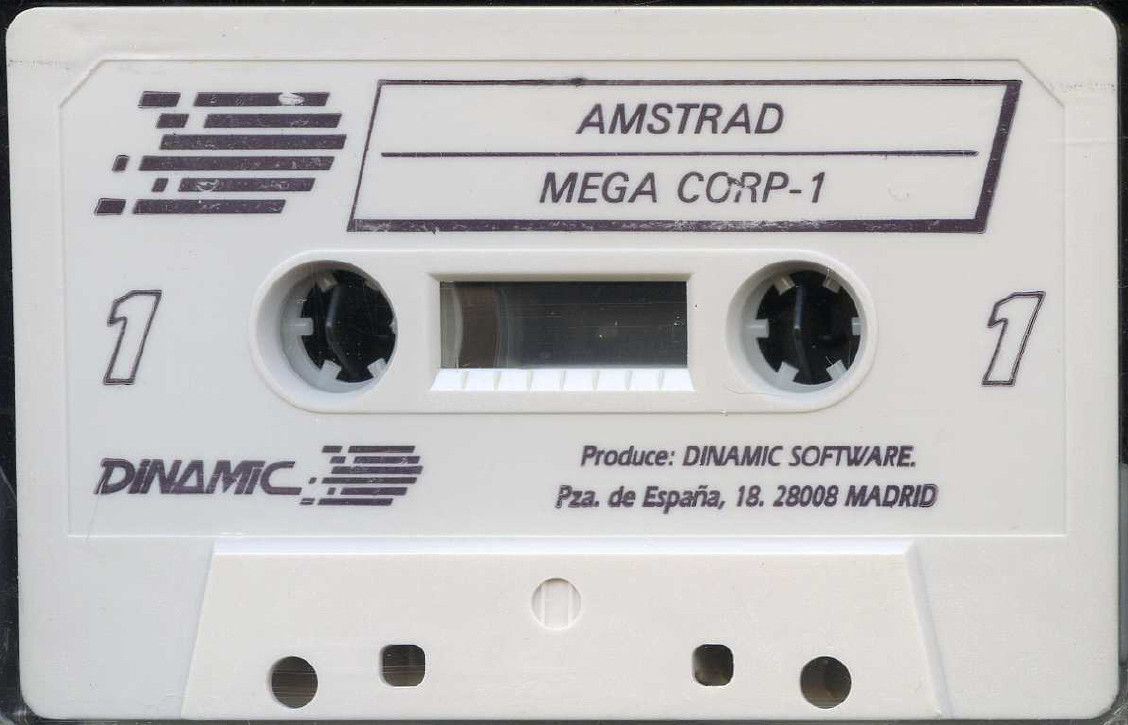 AMSTRAD
MEGA CORP-1
1 1
DINAMIC
Produce: DINAMIC SOFTWARE.
Pza. de España, 18. 28008 MADRID